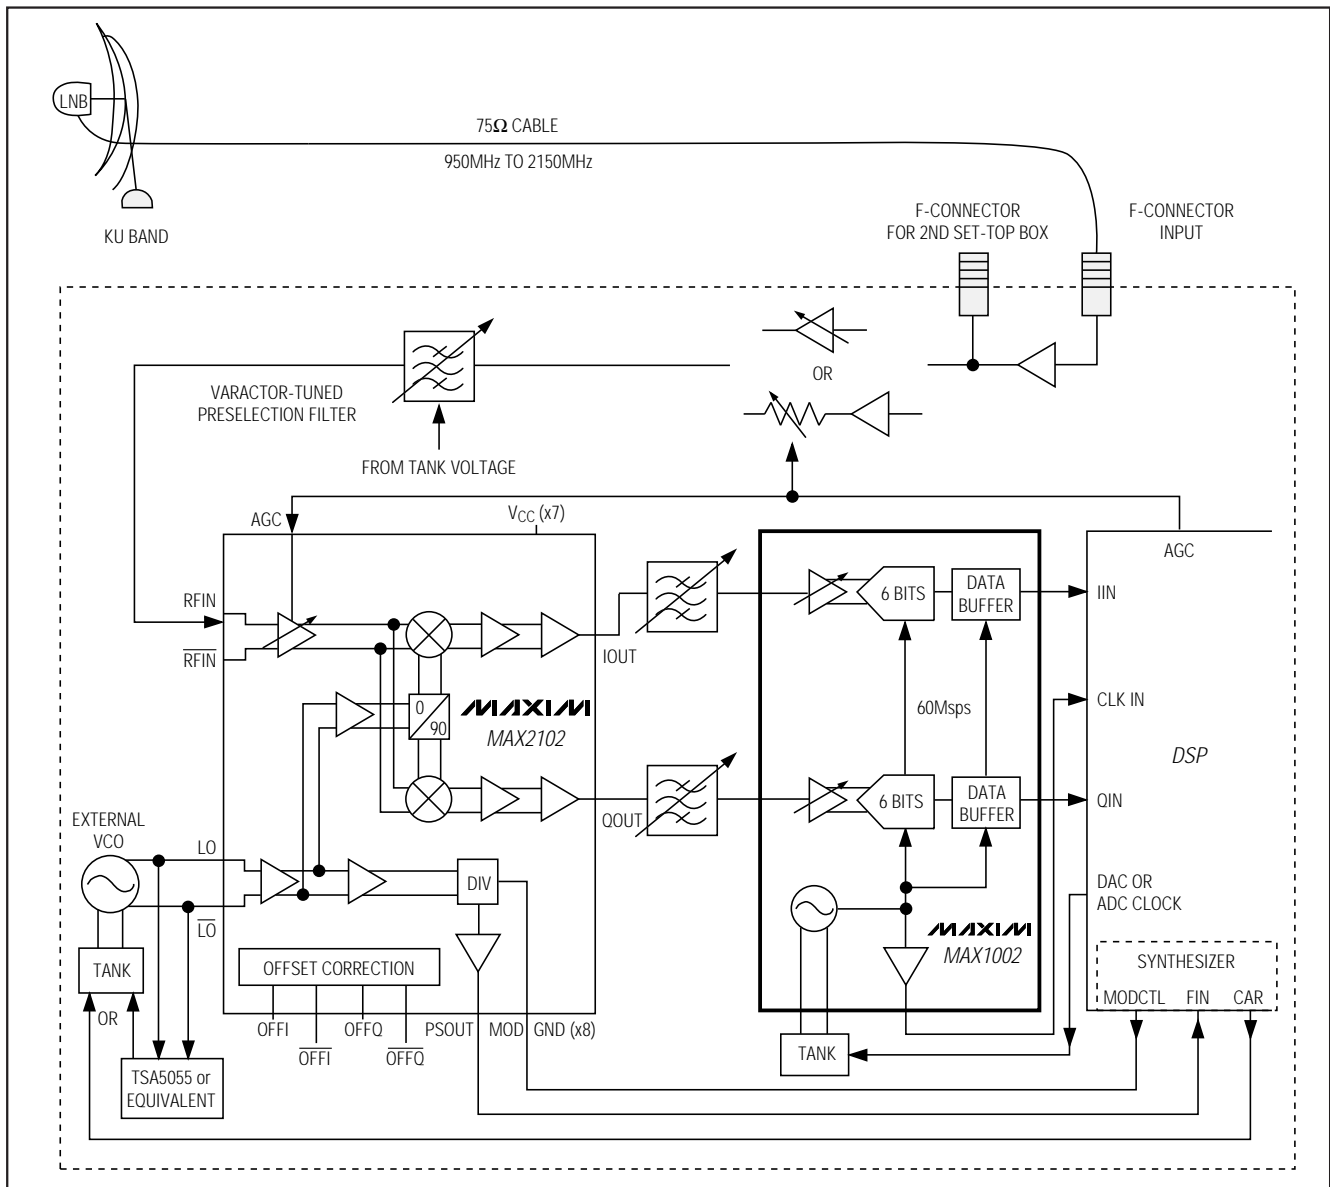 LNB
75Ω CABLE
950MHz TO 2150MHz
KU BAND
F-CONNECTOR
FOR 2ND SET-TOP BOX
F-CONNECTOR
INPUT
OR
VARACTOR-TUNED
PRESELECTION FILTER
FROM TANK VOLTAGE
AGC
VCC (x7)
AGC
RFIN
RFIN
IOUT
6 BITS
DATA
BUFFER
IIN
0
90
MAXIM
MAX2102
60Msps
CLK IN
DSP
QOUT
6 BITS
DATA
BUFFER
QIN
EXTERNAL
VCO
LO
LO
DIV
DAC OR
ADC CLOCK
MAXIM
MAX1002
TANK
OFFSET CORRECTION
SYNTHESIZER
MODCTL FIN CAR
OR
OFFI
OFFI
OFFQ
OFFQ
PSOUT MOD GND (x8)
TANK
TSA5055 or
EQUIVALENT